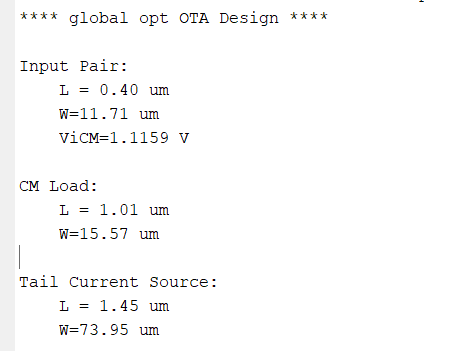 **** global opt OTA Design ****
Input Pair:
L = 0.40 um
W=11.71 um
ViCM=1.1159 V
CM Load:
L = 1.01 um
W=15.57 um
Tail Current Source:
L = 1.45 um
W=73.95 um